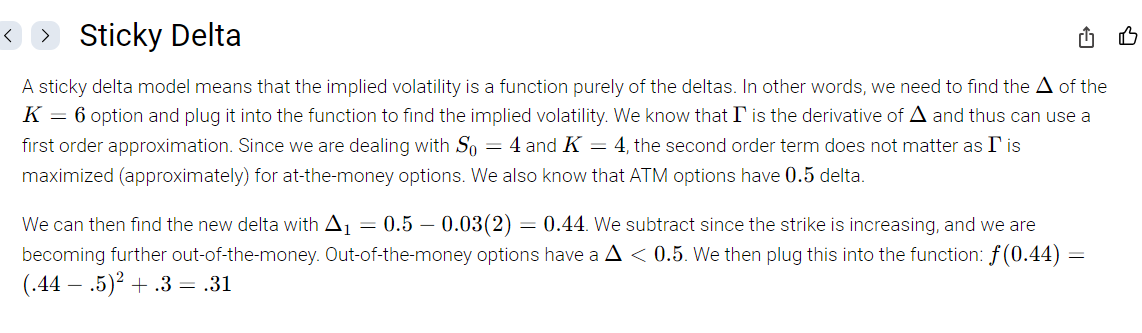 Sticky Delta
A sticky delta model means that the implied volatility is a function purely of the deltas. In other words, we need to find the Δ of the
K = 6 option and plug it into the function to find the implied volatility. We know that Γ is the derivative of Δ and thus can use a
first order approximation. Since we are dealing with S₀ = 4 and K = 4, the second order term does not matter as Γ is
maximized (approximately) for at-the-money options. We also know that ATM options have 0.5 delta.
We can then find the new delta with Δ₁ = 0.5 − 0.03(2) = 0.44. We subtract since the strike is increasing, and we are
becoming further out-of-the-money. Out-of-the-money options have a Δ < 0.5. We then plug this into the function: f(0.44) =
(.44 − .5)² + .3 = .31